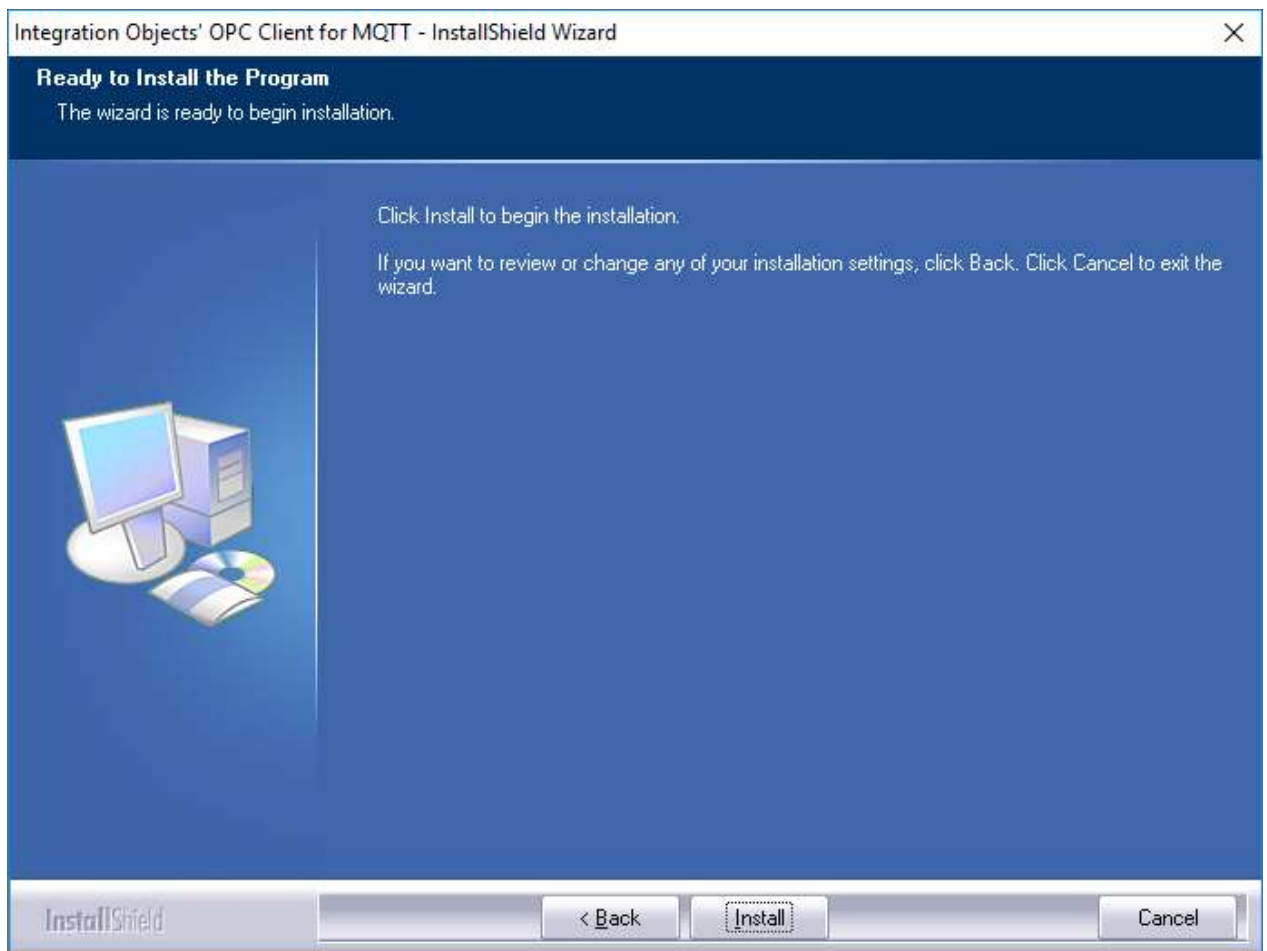 Integration Objects' OPC Client for MQTT - InstallShield Wizard
Ready to Install the Program
The wizard is ready to begin installation.
Click Install to begin the installation.
If you want to review or change any of your installation settings, click Back. Click Cancel to exit the
wizard.
InstallShield
< Back
Install
Cancel